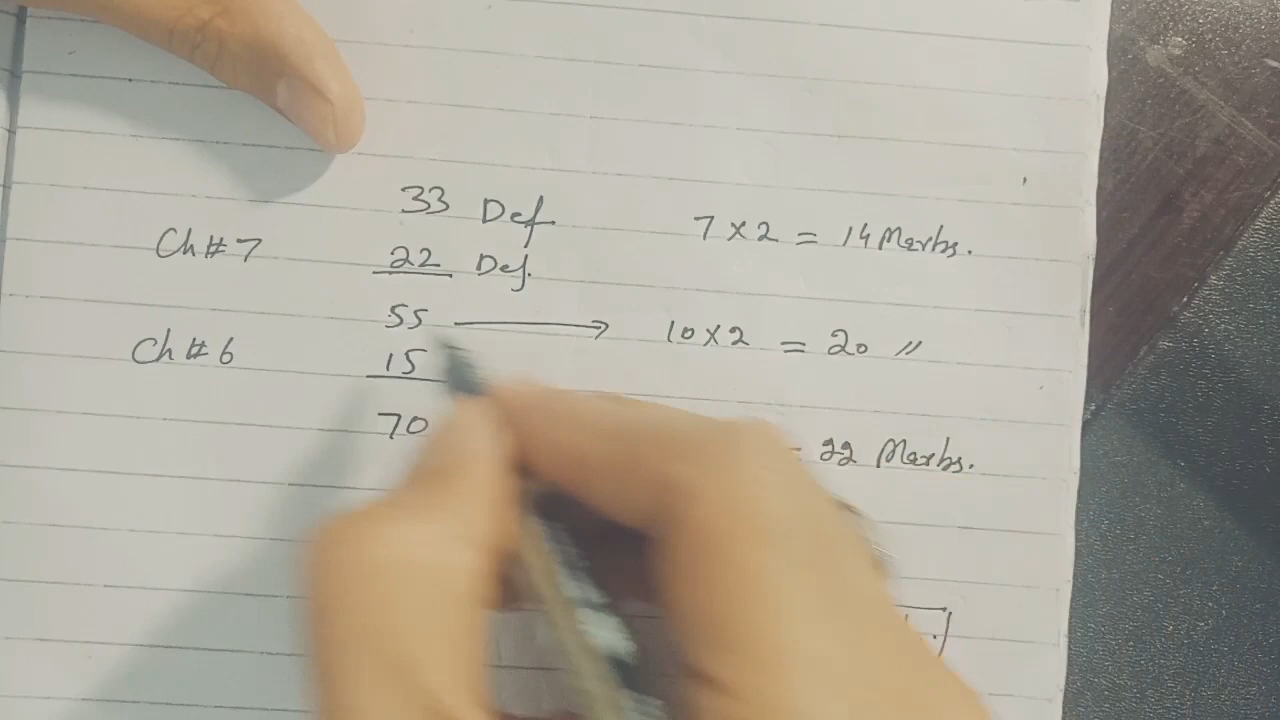 33 Def 7 x 2 = 14 Marks.
Ch # 7 22 Def.
55 → 10 x 2 = 20 "
Ch # 6 15
70 = 22 Marks.